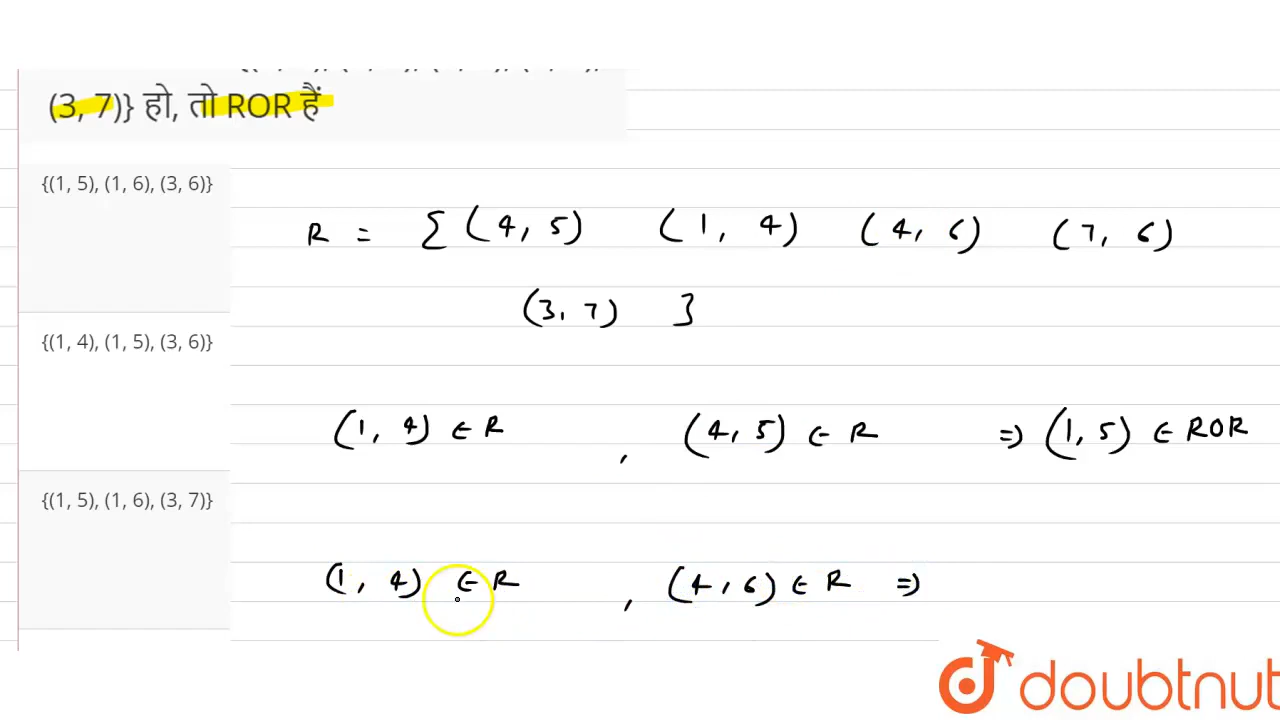 (3, 7)} हो, तो ROR हैं
{(1, 5), (1, 6), (3, 6)}
R = { (4, 5) (1, 4) (4, 6) (7, 6)
(3, 7) }
{(1, 4), (1, 5), (3, 6)}
(1, 4) ∈ R , (4, 5) ∈ R ⇒ (1, 5) ∈ ROR
{(1, 5), (1, 6), (3, 7)}
(1, 4) ∈ R , (4, 6) ∈ R ⇒
doubtnut